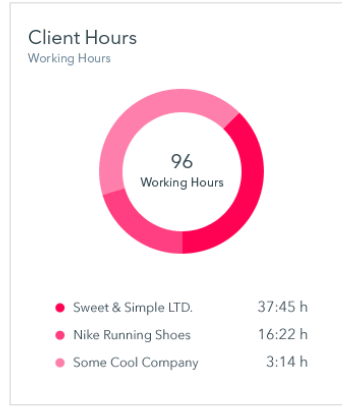 Client Hours
Working Hours
96
Working Hours
Sweet & Simple LTD. 37:45 h
Nike Running Shoes 16:22 h
Some Cool Company 3:14 h